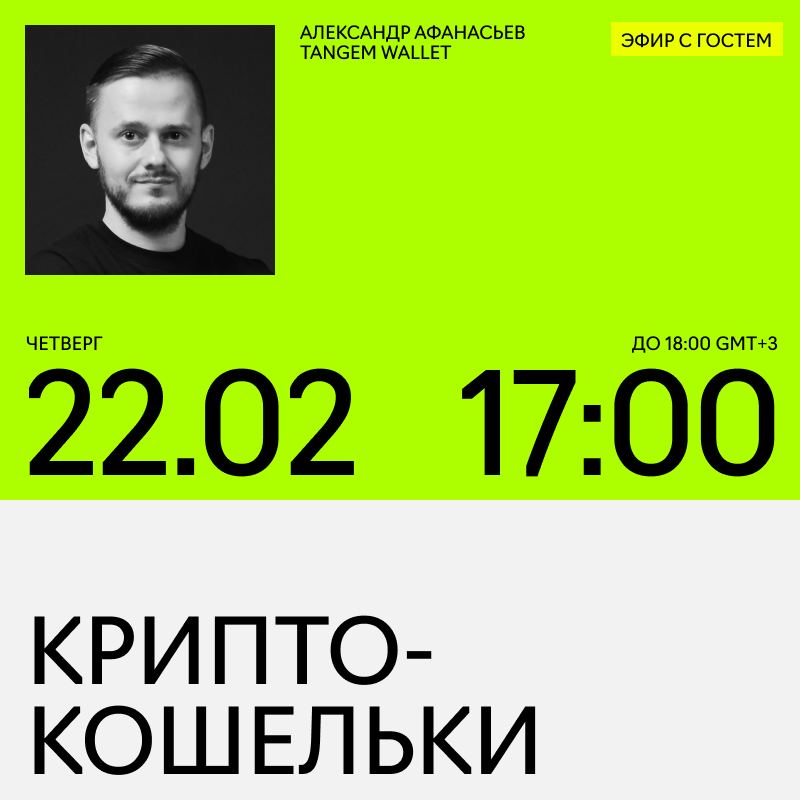 АЛЕКСАНДР АФАНАСЬЕВ
TANGEM WALLET
ЭФИР С ГОСТЕМ
ЧЕТВЕРГ
ДО 18:00 GMT+3
22.02
17:00
КРИПТО-
КОШЕЛЬКИ